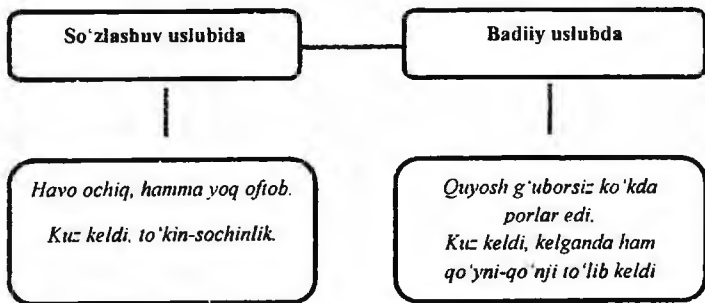 So‘zlashuv uslubida
Badiiy uslubda
Havo ochiq, hamma yoq oftob.
Kuz keldi, to‘kin-sochinlik.
Quyosh g‘uborsiz ko‘kda
porlar edi.
Kuz keldi, kelganda ham
qo‘yni-qo‘nji to‘lib keldi